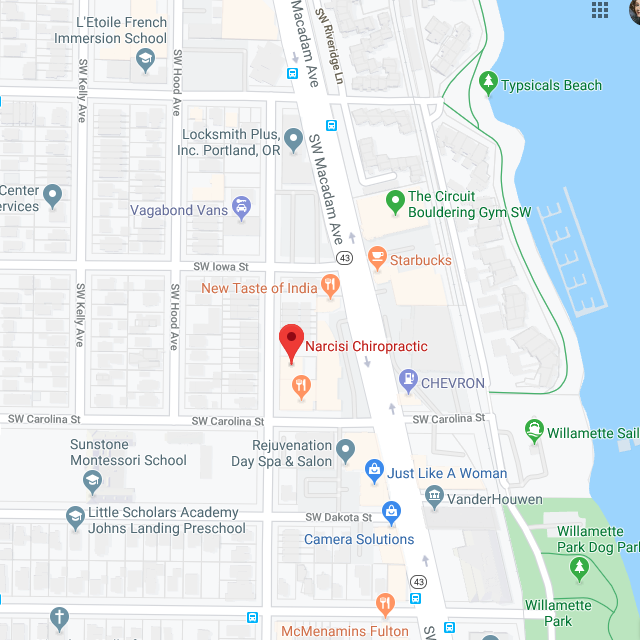 L'Etoile French
Immersion School
SW Macadam Ave
SW Riveridge Ln
SW Kelly Ave
SW Hood Ave
Typsicals Beach
Locksmith Plus,
Inc. Portland, OR
SW Macadam Ave
Center
ervices
Vagabond Vans
The Circuit
Bouldering Gym SW
43
Starbucks
SW Iowa St
New Taste of India
SW Kelly Ave
SW Hood Ave
Narcisi Chiropractic
CHEVRON
SW Carolina St
SW Carolina St
SW Carolina St
Willamette Sail
Sunstone
Montessori School
Rejuvenation
Day Spa & Salon
Just Like A Woman
VanderHouwen
Little Scholars Academy
Johns Landing Preschool
SW Dakota St
Camera Solutions
Willamette
Park Dog Park
43
Willamette
Park
McMenamins Fulton
SW